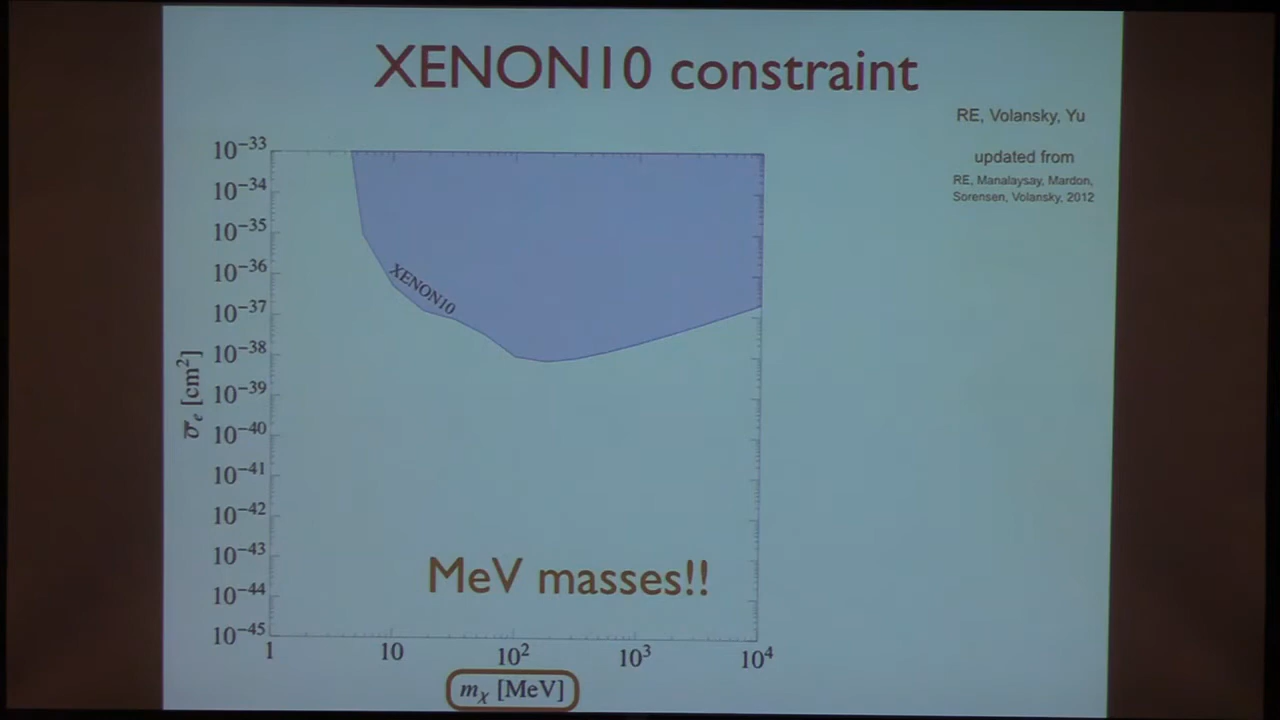 XENON10 constraint
RE, Volansky, Yu
updated from
RE, Manalaysay, Mardon,
Sorensen, Volansky, 2012
10−33
10−34
10−35
10−36
10−37
10−38
10−39
10−40
10−41
10−42
10−43
10−44
10−45
σ̅e [cm2]
XENON10
MeV masses!!
1
10
102
103
104
mχ [MeV]